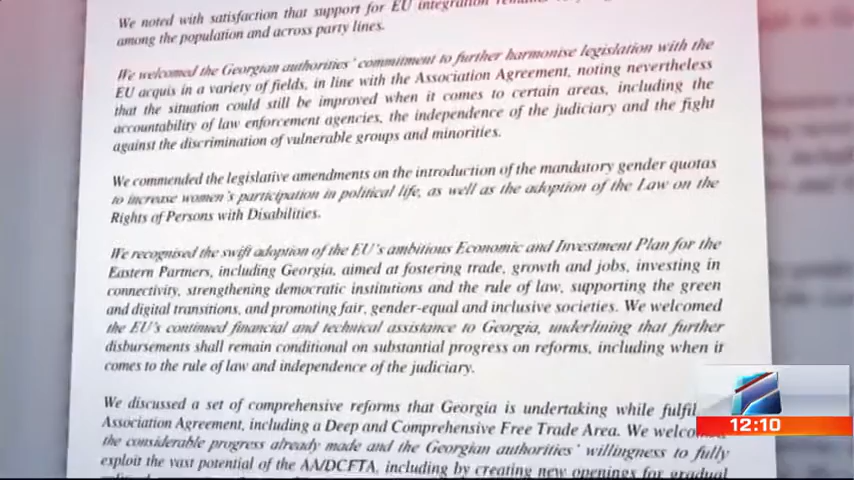 We noted with satisfaction that support for EU integration
among the population and across party lines.
We welcomed the Georgian authorities' commitment to further harmonise legislation with the
EU acquis in a variety of fields, in line with the Association Agreement, noting nevertheless
that the situation could still be improved when it comes to certain areas, including the
accountability of law enforcement agencies, the independence of the judiciary and the fight
against the discrimination of vulnerable groups and minorities.
We commended the legislative amendments on the introduction of the mandatory gender quotas
to increase women's participation in political life, as well as the adoption of the Law on the
Rights of Persons with Disabilities.
We recognised the swift adoption of the EU's ambitious Economic and Investment Plan for the
Eastern Partners, including Georgia, aimed at fostering trade, growth and jobs, investing in
connectivity, strengthening democratic institutions and the rule of law, supporting the green
and digital transitions, and promoting fair, gender-equal and inclusive societies. We welcomed
the EU's continued financial and technical assistance to Georgia, underlining that further
disbursements shall remain conditional on substantial progress on reforms, including when it
comes to the rule of law and independence of the judiciary.
We discussed a set of comprehensive reforms that Georgia is undertaking while fulfil
Association Agreement, including a Deep and Comprehensive Free Trade Area. We welcomed
the considerable progress already made and the Georgian authorities' willingness to fully
exploit the vast potential of the AA/DCFTA, including by creating new openings for gradual
12:10